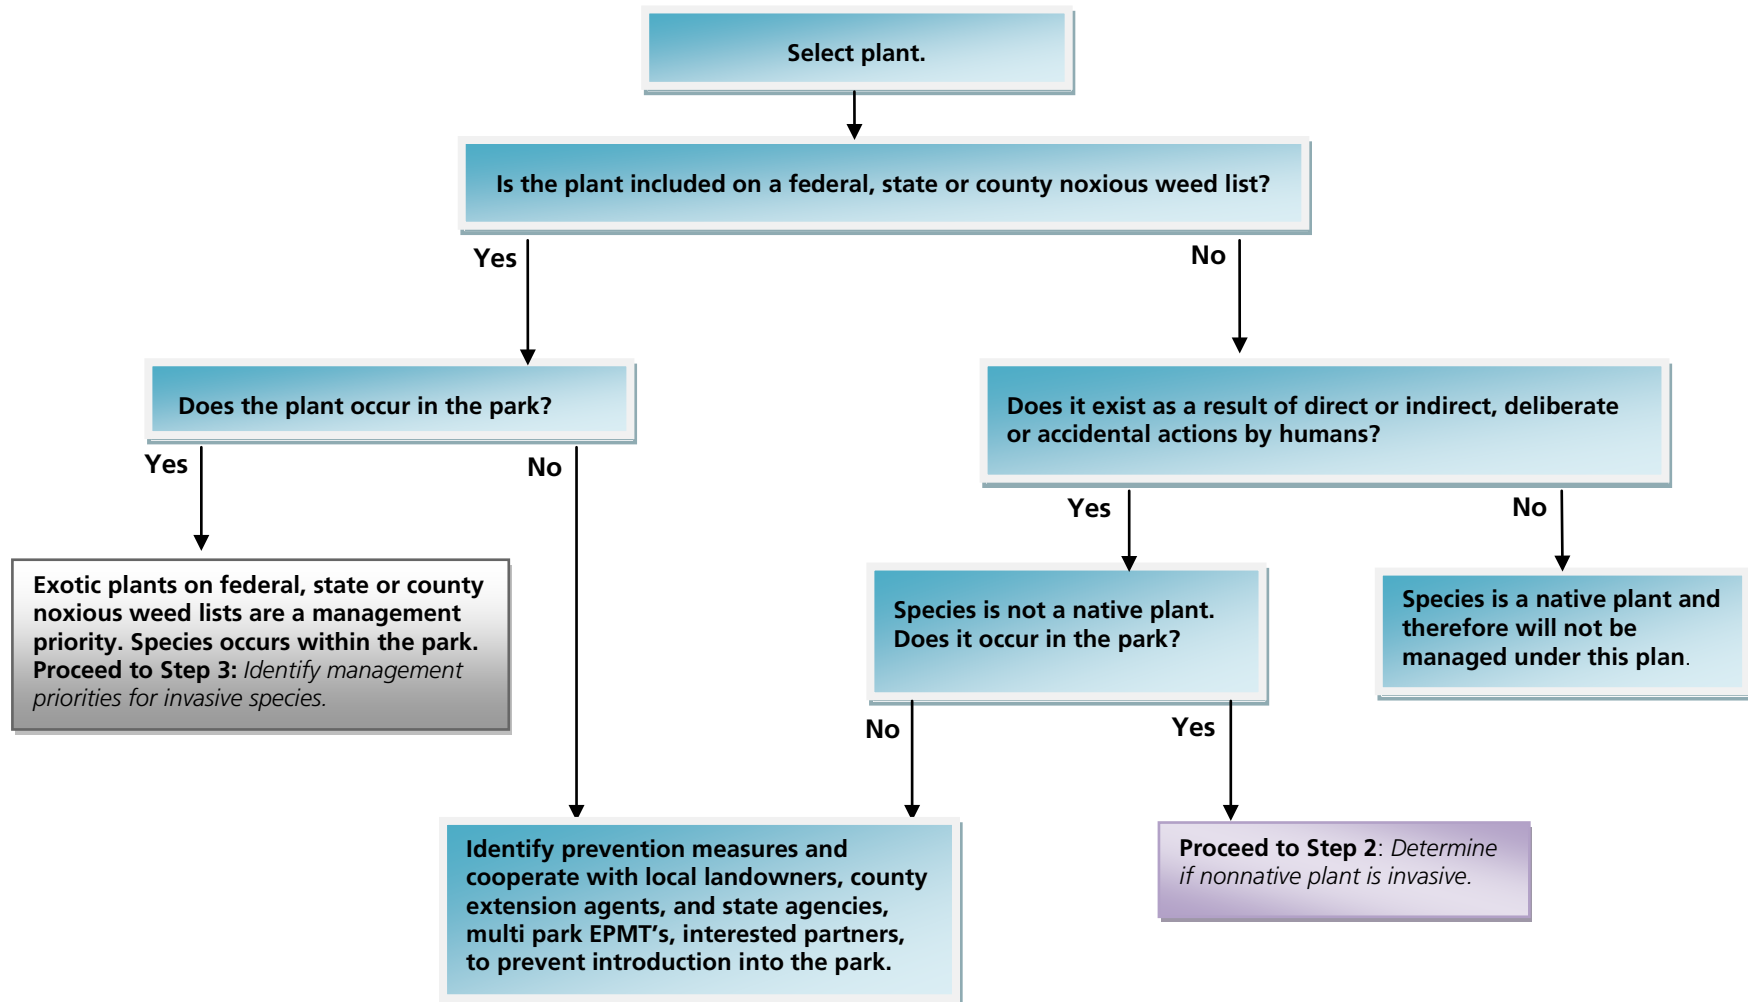 Select plant.
Is the plant included on a federal, state or county noxious weed list?
Yes
No
Does the plant occur in the park?
Does it exist as a result of direct or indirect, deliberate
or accidental actions by humans?
Yes
No
Yes
No
Exotic plants on federal, state or county
noxious weed lists are a management
priority. Species occurs within the park.
Proceed to Step 3: Identify management
priorities for invasive species.
Species is not a native plant.
Does it occur in the park?
Species is a native plant and
therefore will not be
managed under this plan.
No
Yes
Identify prevention measures and
cooperate with local landowners, county
extension agents, and state agencies,
multi park EPMT's, interested partners,
to prevent introduction into the park.
Proceed to Step 2: Determine
if nonnative plant is invasive.